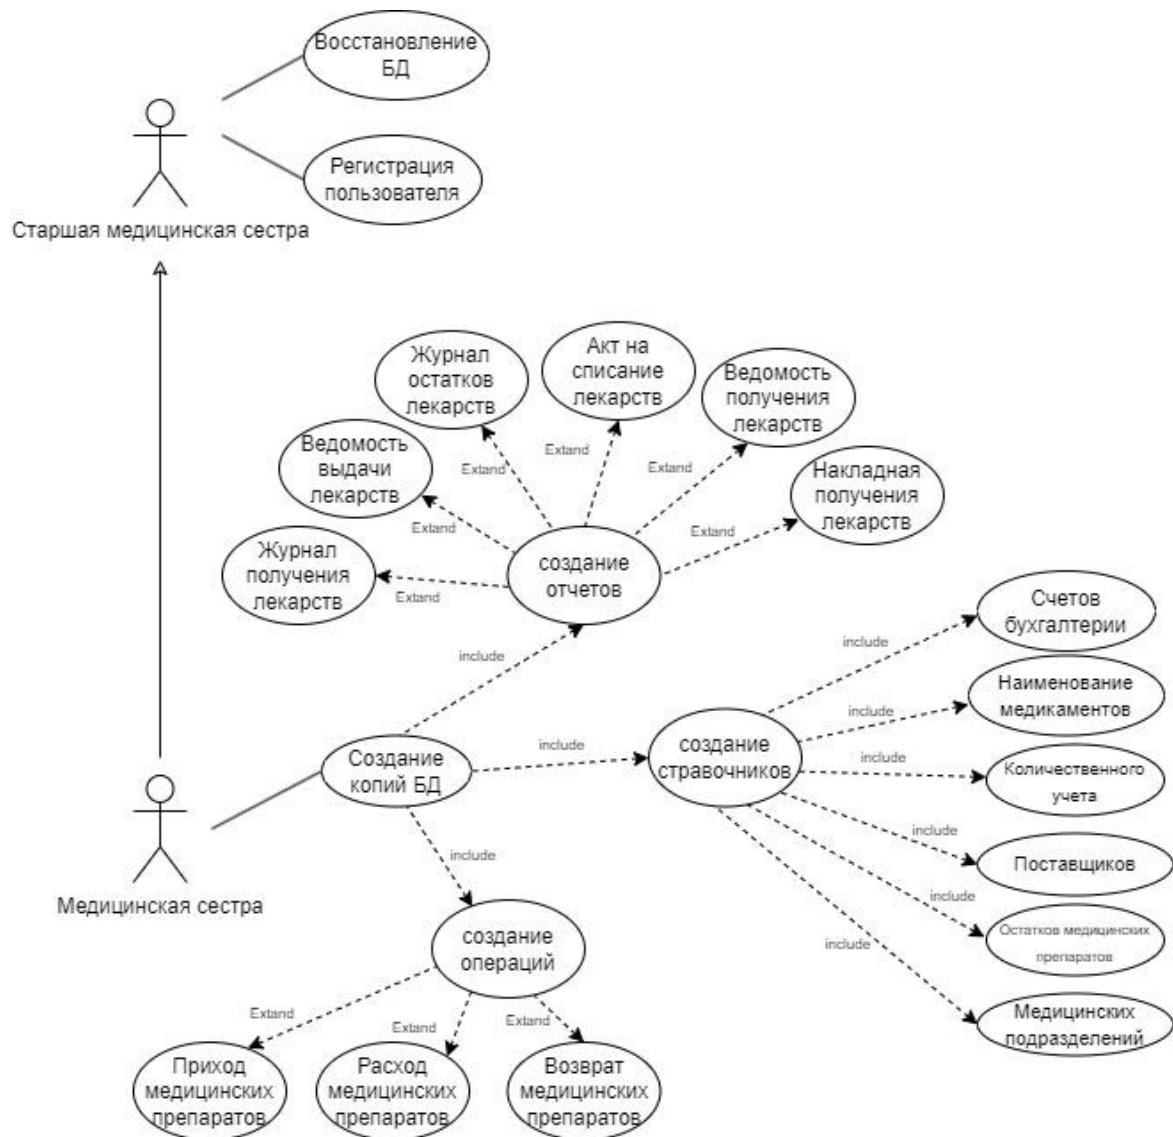 Восстановление
БД
Регистрация
пользователя
Старшая медицинская сестра
Журнал
остатков
лекарств
Акт на
списание
лекарств
Ведомость
получения
лекарств
Ведомость
выдачи
лекарств
Накладная
получения
лекарств
Журнал
получения
лекарств
Extand
Extand
Extand
Extand
Extand
Extand
создание
отчетов
include
Счетов
бухгалтерии
Наименование
медикаментов
Количественного
учета
Поставщиков
Остатков медицинских
препаратов
Медицинских
подразделений
include
include
include
include
include
include
создание
стравочников
include
Создание
копий БД
include
Медицинская сестра
создание
операций
Extand
Extand
Extand
Приход
медицинских
препаратов
Расход
медицинских
препаратов
Возврат
медицинских
препаратов